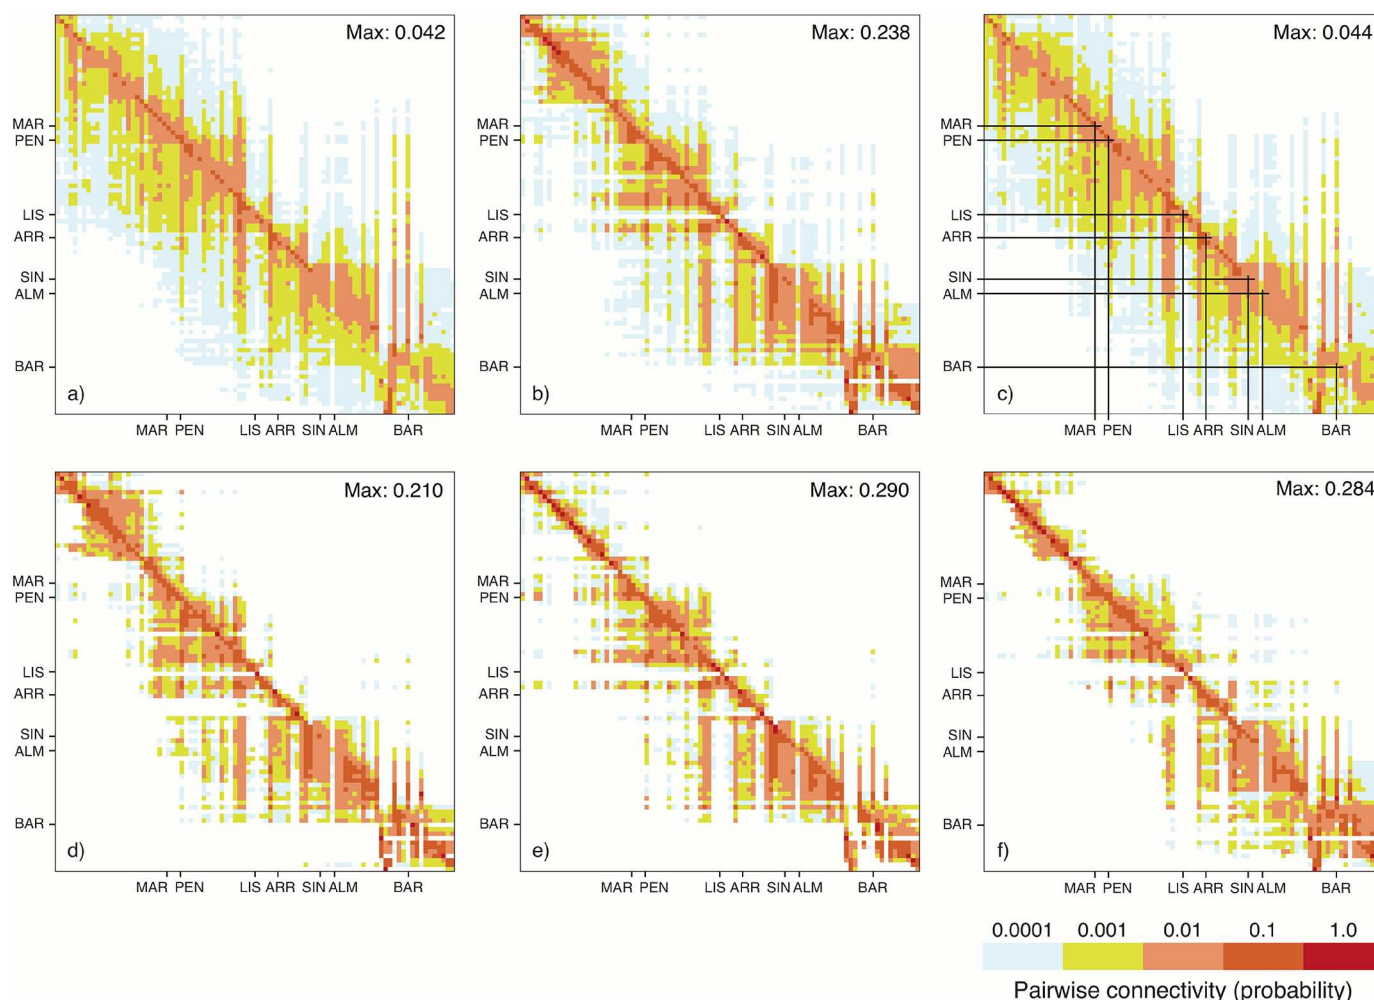 Max: 0.042
MAR
PEN
LIS
ARR
SIN
ALM
BAR
a)
MAR PEN LIS ARR SIN ALM BAR
Max: 0.238
MAR
PEN
LIS
ARR
SIN
ALM
BAR
b)
MAR PEN LIS ARR SIN ALM BAR
Max: 0.044
MAR
PEN
LIS
ARR
SIN
ALM
BAR
c)
MAR PEN LIS ARR SIN ALM BAR
Max: 0.210
MAR
PEN
LIS
ARR
SIN
ALM
BAR
d)
MAR PEN LIS ARR SIN ALM BAR
Max: 0.290
MAR
PEN
LIS
ARR
SIN
ALM
BAR
e)
MAR PEN LIS ARR SIN ALM BAR
Max: 0.284
MAR
PEN
LIS
ARR
SIN
ALM
BAR
f)
MAR PEN LIS ARR SIN ALM BAR
0.0001 0.001 0.01 0.1 1.0
Pairwise connectivity (probability)